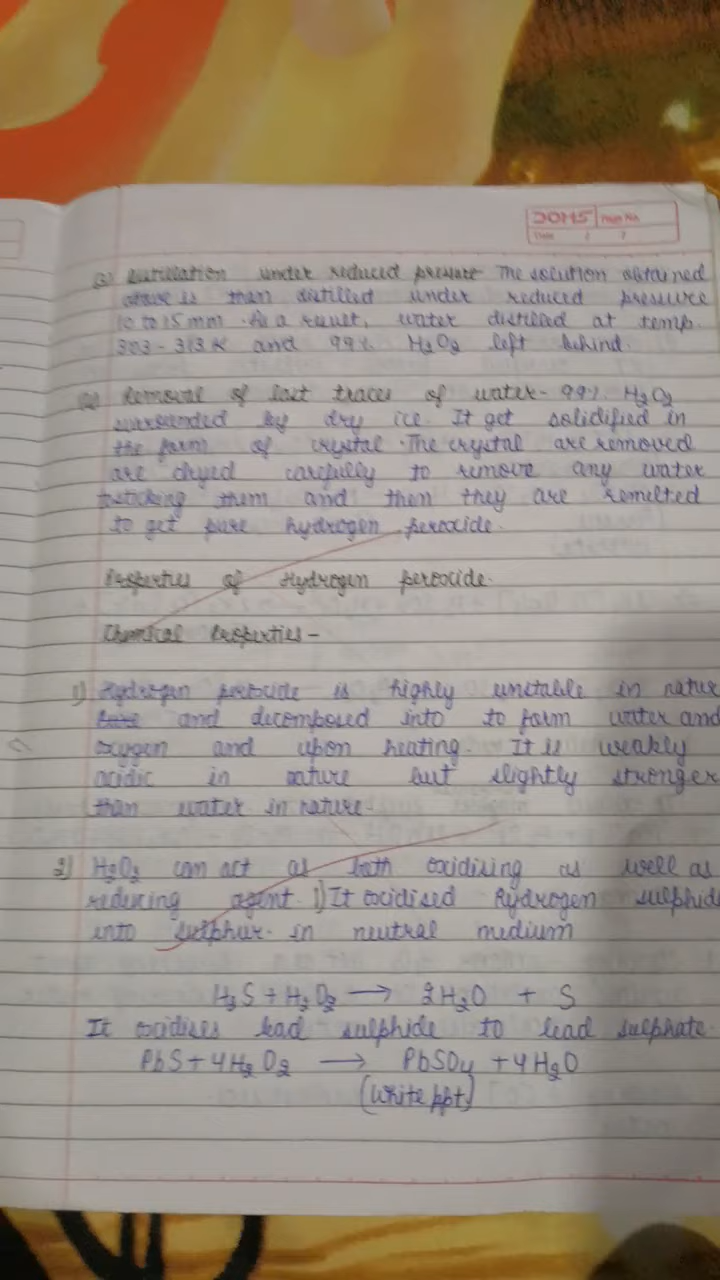 DOMS Page No.
Date / /
(3) Distillation under reduced pressure The solution obtained
above is than distilled under reduced pressure
10 to 15 mm. As a result, water distilled at temp.
303-313 K and 99% H₂O₂ left behind.
Removal of last traces of water - 99% H₂O₂
surrounded by dry ice. It get solidified in
the form of crystal. The crystal are removed
are dryed carefully to remove any water
sticking them and then they are remelted
to get pure hydrogen peroxide.
Properties of Hydrogen peroxide.
Chemical Properties -
1) Hydrogen peroxide is highly unstable in natur
and decomposed into to form water and
oxygen and upon heating. It is weakly
acidic in nature but slightly stronger
than water in nature.
2) H₂O₂ can act as both oxidising as well as
reducing agent. 1) It oxidised Hydrogen sulphid
into sulphur. in neutral medium
H₂S + H₂O₂ → 2H₂O + S
It oxidises lead sulphide to lead sulphate.
PbS + 4H₂O₂ → PbSO₄ + 4H₂O
(White ppt.)